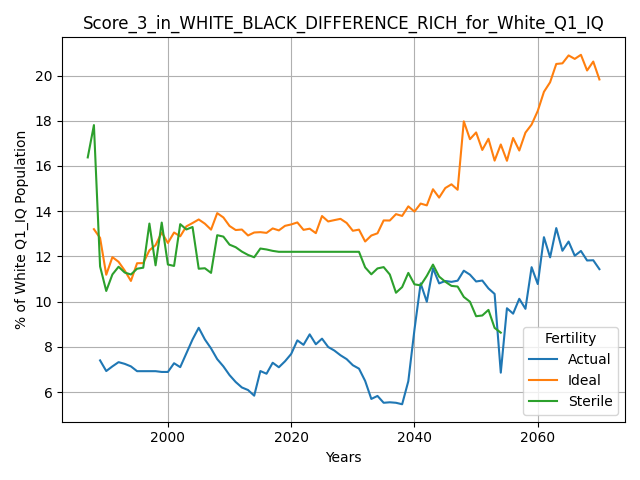 Score_3_in_WHITE_BLACK_DIFFERENCE_RICH_for_White_Q1_IQ
% of White Q1_IQ Population
20
18
16
14
12
10
8
6
2000 2020 2040 2060
Years
Fertility
Actual
Ideal
Sterile